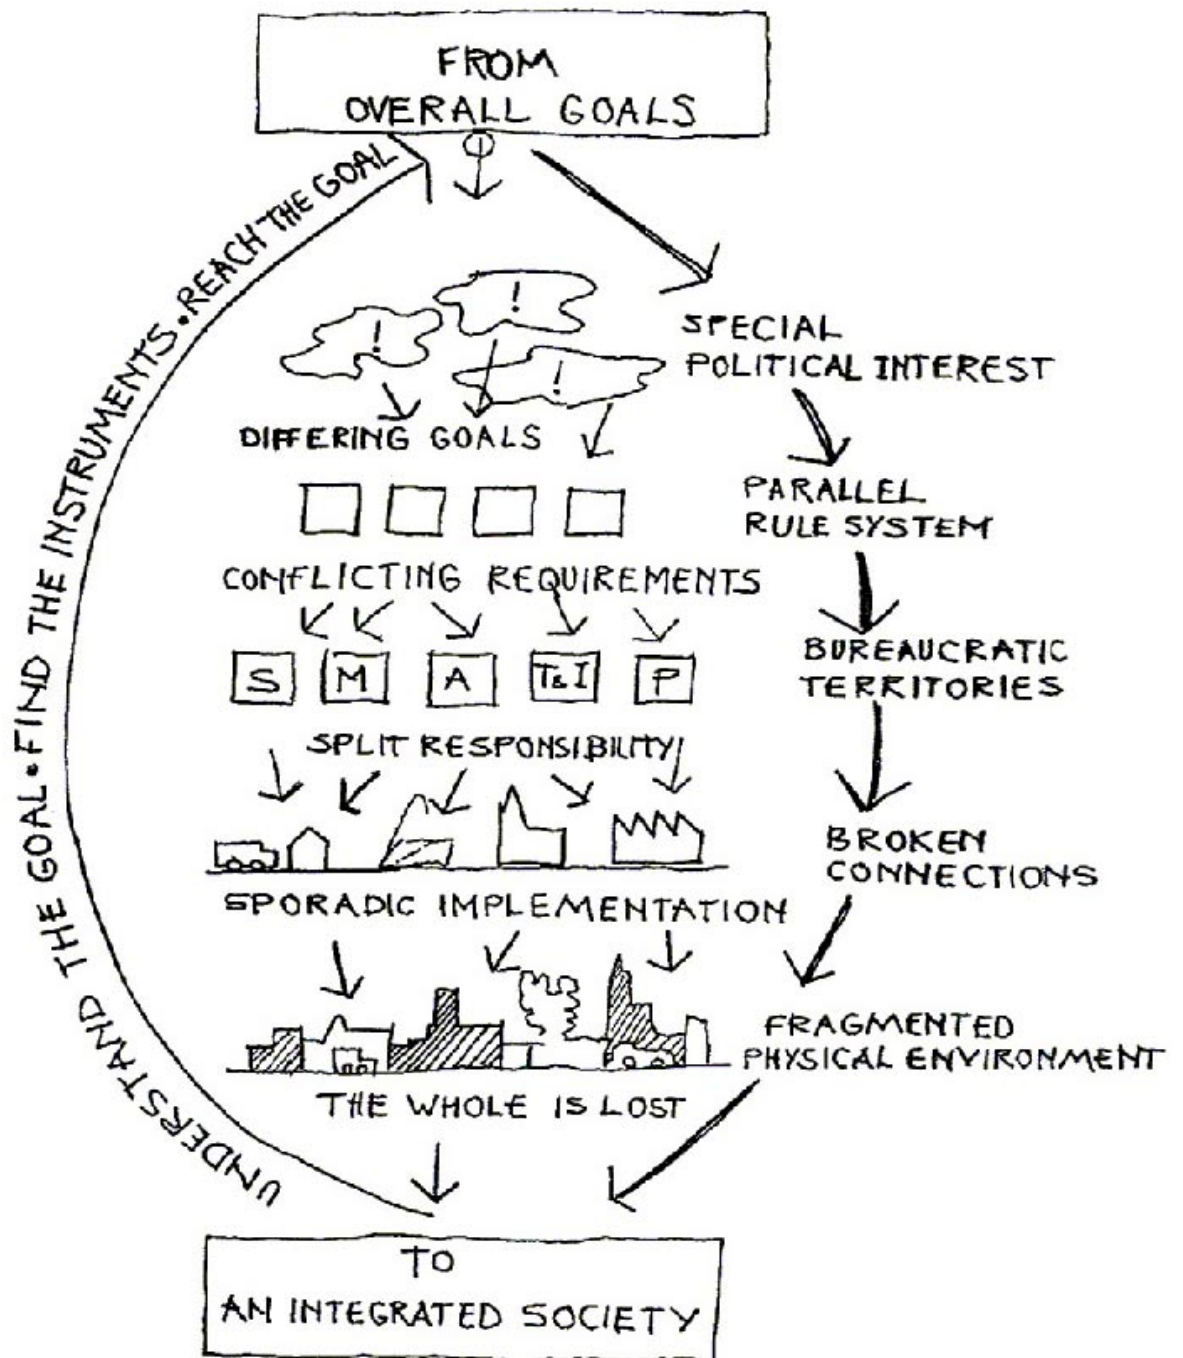 FROM
OVERALL GOALS
UNDERSTAND THE GOAL • FIND THE INSTRUMENTS • REACH THE GOAL
! ! !
SPECIAL
POLITICAL INTEREST
DIFFERING GOALS
PARALLEL
RULE SYSTEM
CONFLICTING REQUIREMENTS
S M A T&I P
BUREAUCRATIC
TERRITORIES
SPLIT RESPONSIBILITY
BROKEN
CONNECTIONS
SPORADIC IMPLEMENTATION
FRAGMENTED
PHYSICAL ENVIRONMENT
THE WHOLE IS LOST
TO
AN INTEGRATED SOCIETY